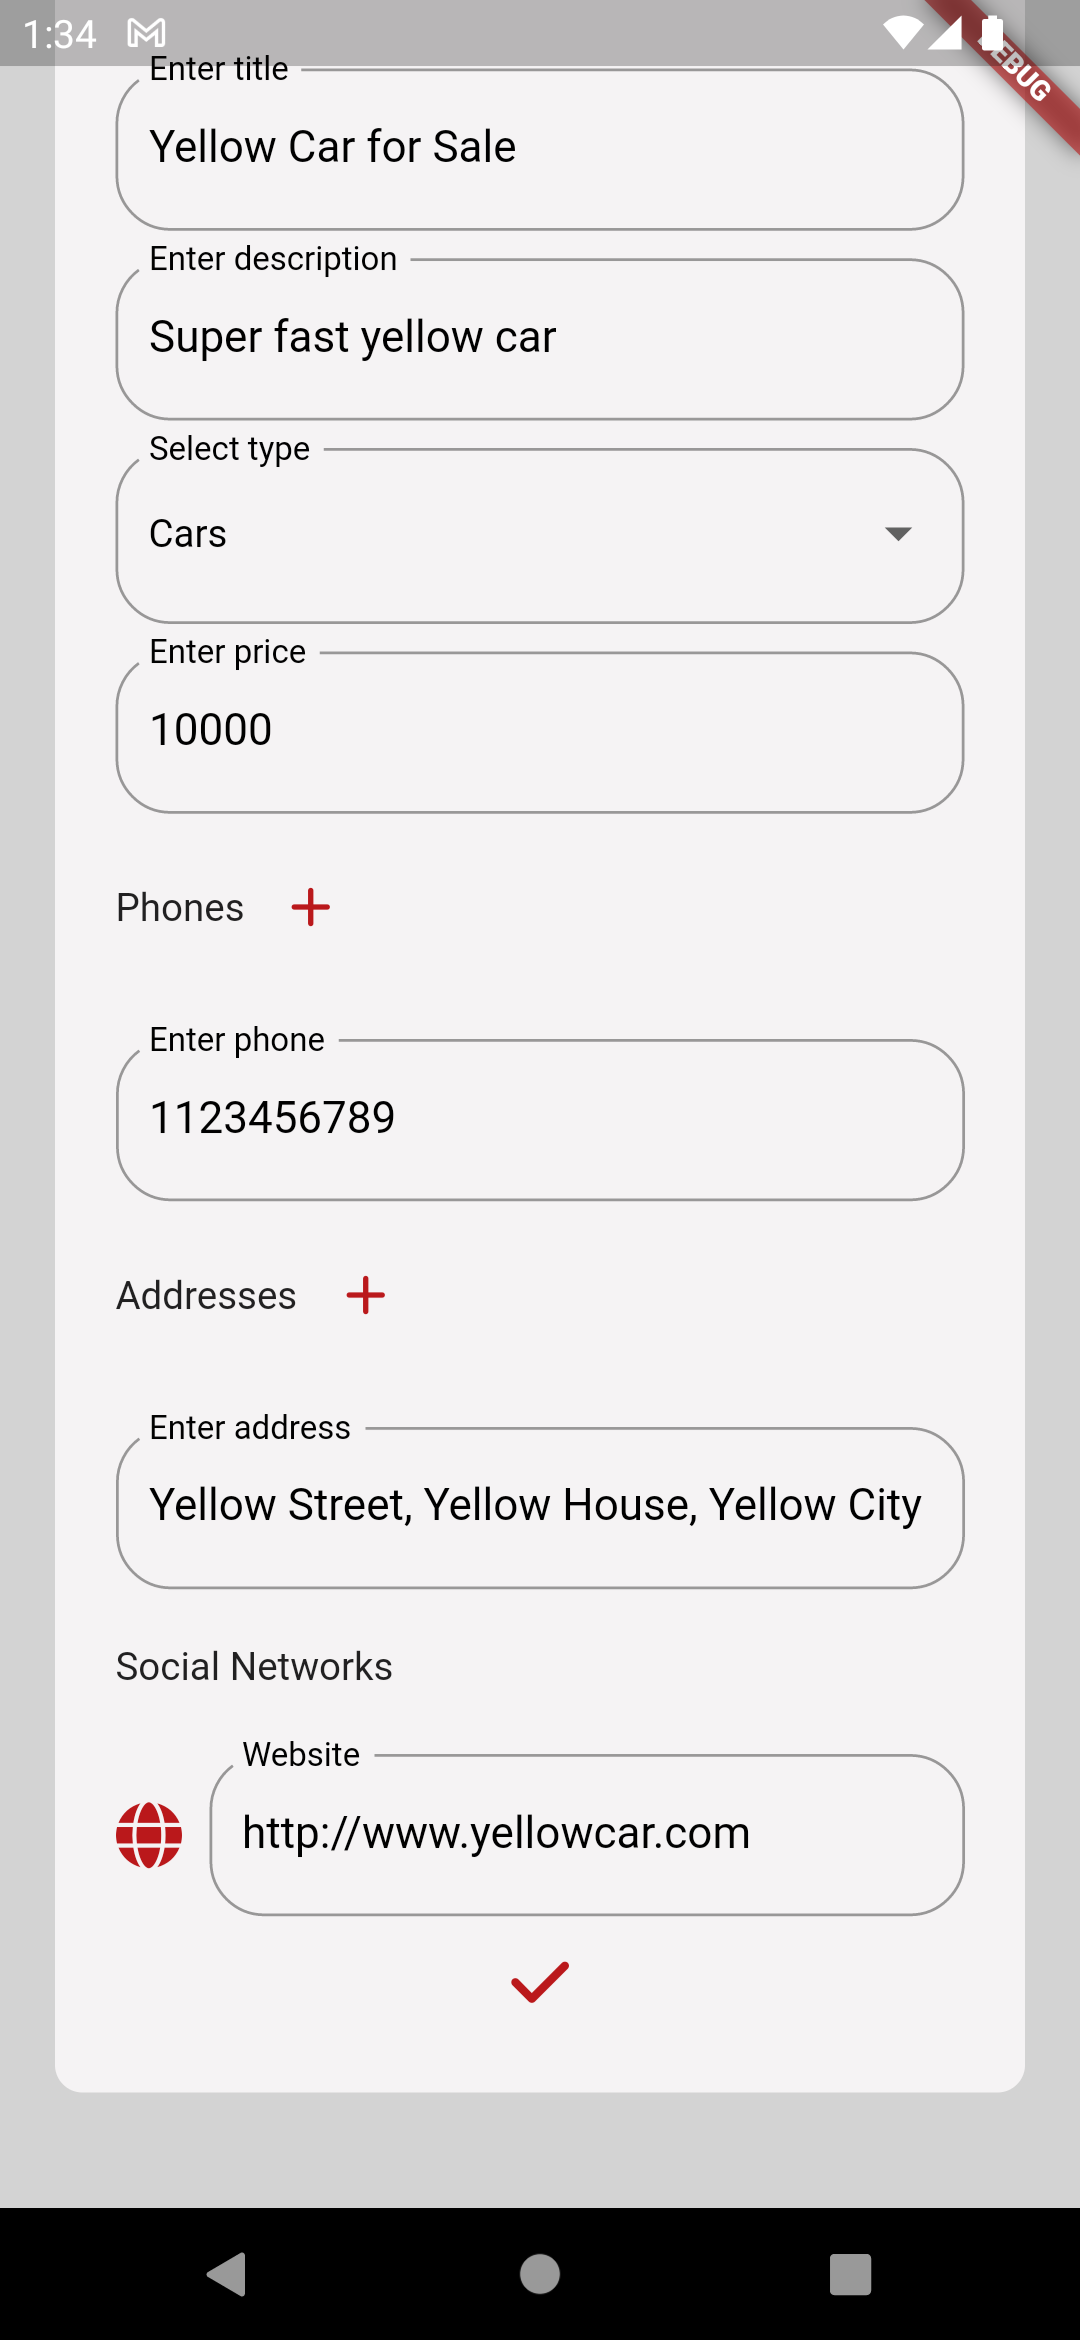 1:34
DEBUG
Enter title
Yellow Car for Sale
Enter description
Super fast yellow car
Select type
Cars
Enter price
10000
Phones
Enter phone
1123456789
Addresses
Enter address
Yellow Street, Yellow House, Yellow City
Social Networks
Website
http://www.yellowcar.com